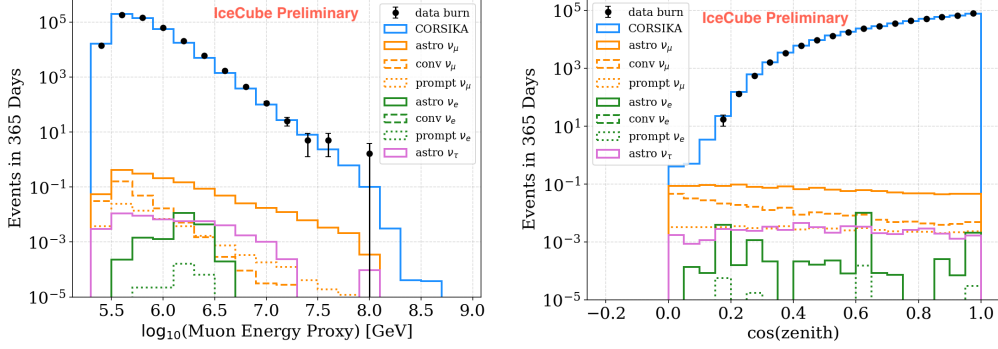 IceCube Preliminary
data burn
CORSIKA
astro ν_μ
conv ν_μ
prompt ν_μ
astro ν_e
conv ν_e
prompt ν_e
astro ν_τ
Events in 365 Days
10^5
10^3
10^1
10^−1
10^−3
10^−5
5.5 6.0 6.5 7.0 7.5 8.0 8.5 9.0
log_10(Muon Energy Proxy) [GeV]
IceCube Preliminary
data burn
CORSIKA
astro ν_μ
conv ν_μ
prompt ν_μ
astro ν_e
conv ν_e
prompt ν_e
astro ν_τ
Events in 365 Days
10^5
10^3
10^1
10^−1
10^−3
10^−5
−0.2 0.0 0.2 0.4 0.6 0.8 1.0
cos(zenith)